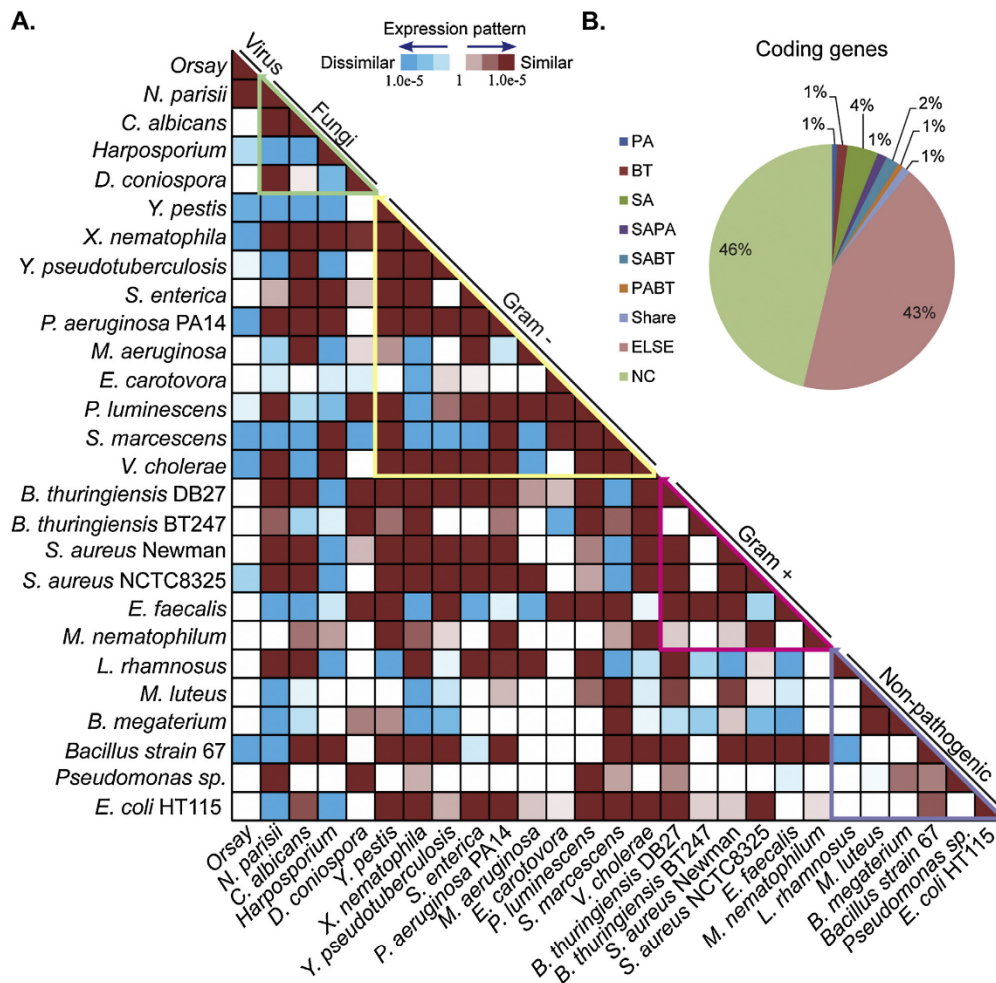 A.
Expression pattern
Dissimilar
Similar
1.0e-5
1
1.0e-5
Virus
Fungi
Gram -
Gram +
Non-pathogenic
Orsay
N. parisii
C. albicans
Harposporium
D. coniospora
Y. pestis
X. nematophila
Y. pseudotuberculosis
S. enterica
P. aeruginosa PA14
M. aeruginosa
E. carotovora
P. luminescens
S. marcescens
V. cholerae
B. thuringiensis DB27
B. thuringiensis BT247
S. aureus Newman
S. aureus NCTC8325
E. faecalis
M. nematophilum
L. rhamnosus
M. luteus
B. megaterium
Bacillus strain 67
Pseudomonas sp.
E. coli HT115
Orsay
N. parisii
C. albicans
Harposporium
D. coniospora
Y. pestis
X. nematophila
Y. pseudotuberculosis
S. enterica
P. aeruginosa PA14
M. aeruginosa
E. carotovora
P. luminescens
S. marcescens
V. cholerae
B. thuringiensis DB27
B. thuringiensis BT247
S. aureus Newman
S. aureus NCTC8325
E. faecalis
M. nematophilum
L. rhamnosus
M. luteus
B. megaterium
Bacillus strain 67
Pseudomonas sp.
E. coli HT115
B.
Coding genes
PA
BT
SA
SAPA
SABT
PABT
Share
ELSE
NC
1%
1%
4%
1%
2%
1%
1%
43%
46%